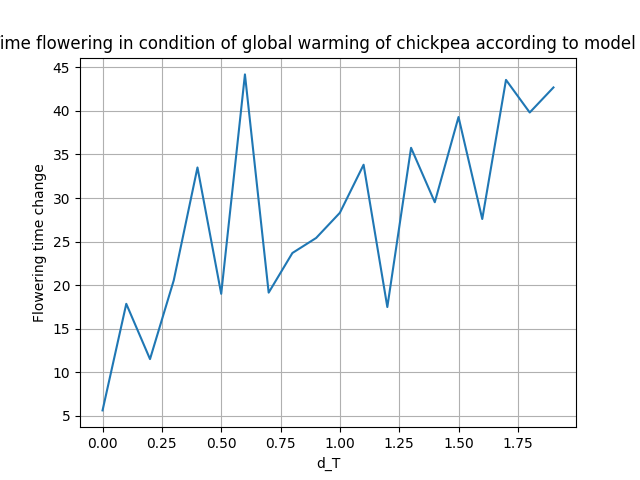 ime flowering in condition of global warming of chickpea according to model
45
40
35
30
25
20
15
10
5
Flowering time change
0.00 0.25 0.50 0.75 1.00 1.25 1.50 1.75
d_T